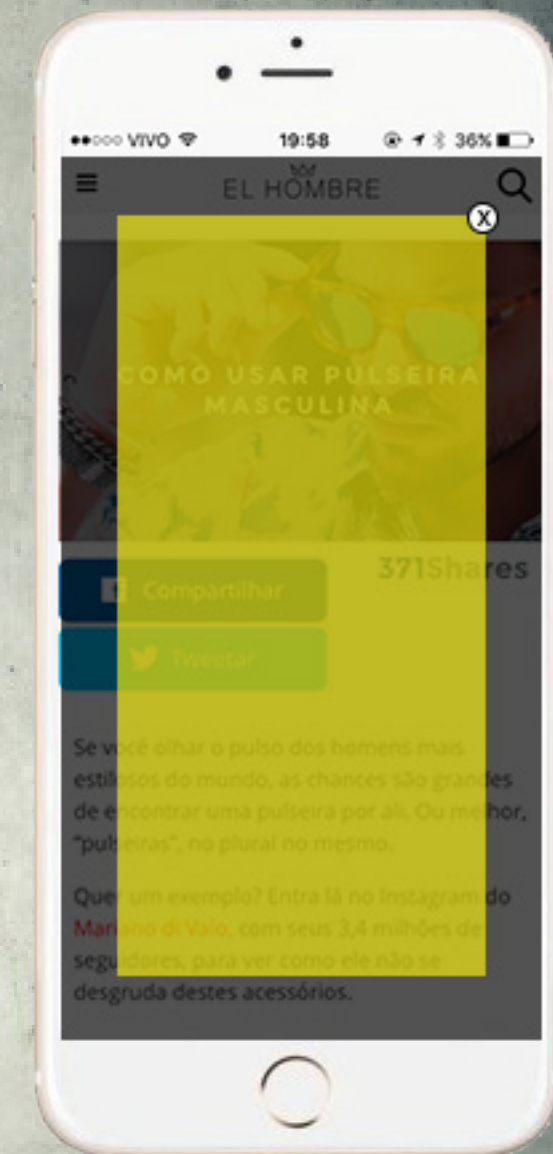 VIVO 19:58 36%
EL HOMBRE
X
COMO USAR PULSEIRA
MASCULINA
371Shares
f Compartilhar
Tweetar
Se você olhar o pulso dos homens mais
estilosos do mundo, as chances são grandes
de encontrar uma pulseira por ali. Ou melhor,
"pulseiras", no plural no mesmo.
Quer um exemplo? Entra lá no Instagram do
Mariano di Vaio, com seus 3,4 milhões de
seguidores, para ver como ele não se
desgruda destes acessórios.